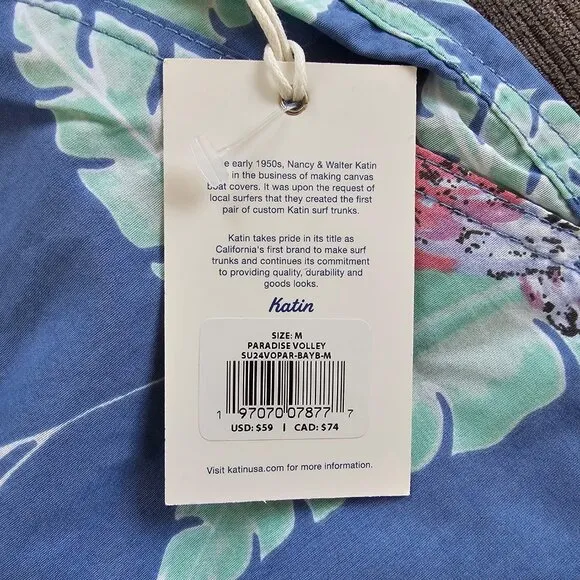 e early 1950s, Nancy & Walter Katin
in the business of making canvas
boat covers. It was upon the request of
local surfers that they created the first
pair of custom Katin surf trunks.
Katin takes pride in its title as
California's first brand to make surf
trunks and continues its commitment
to providing quality, durability and
goods looks.
Katin
SIZE: M
PARADISE VOLLEY
SU24VOPAR-BAYB-M
1 97070 07877 7
USD: $59 | CAD: $74
Visit katinusa.com for more information.